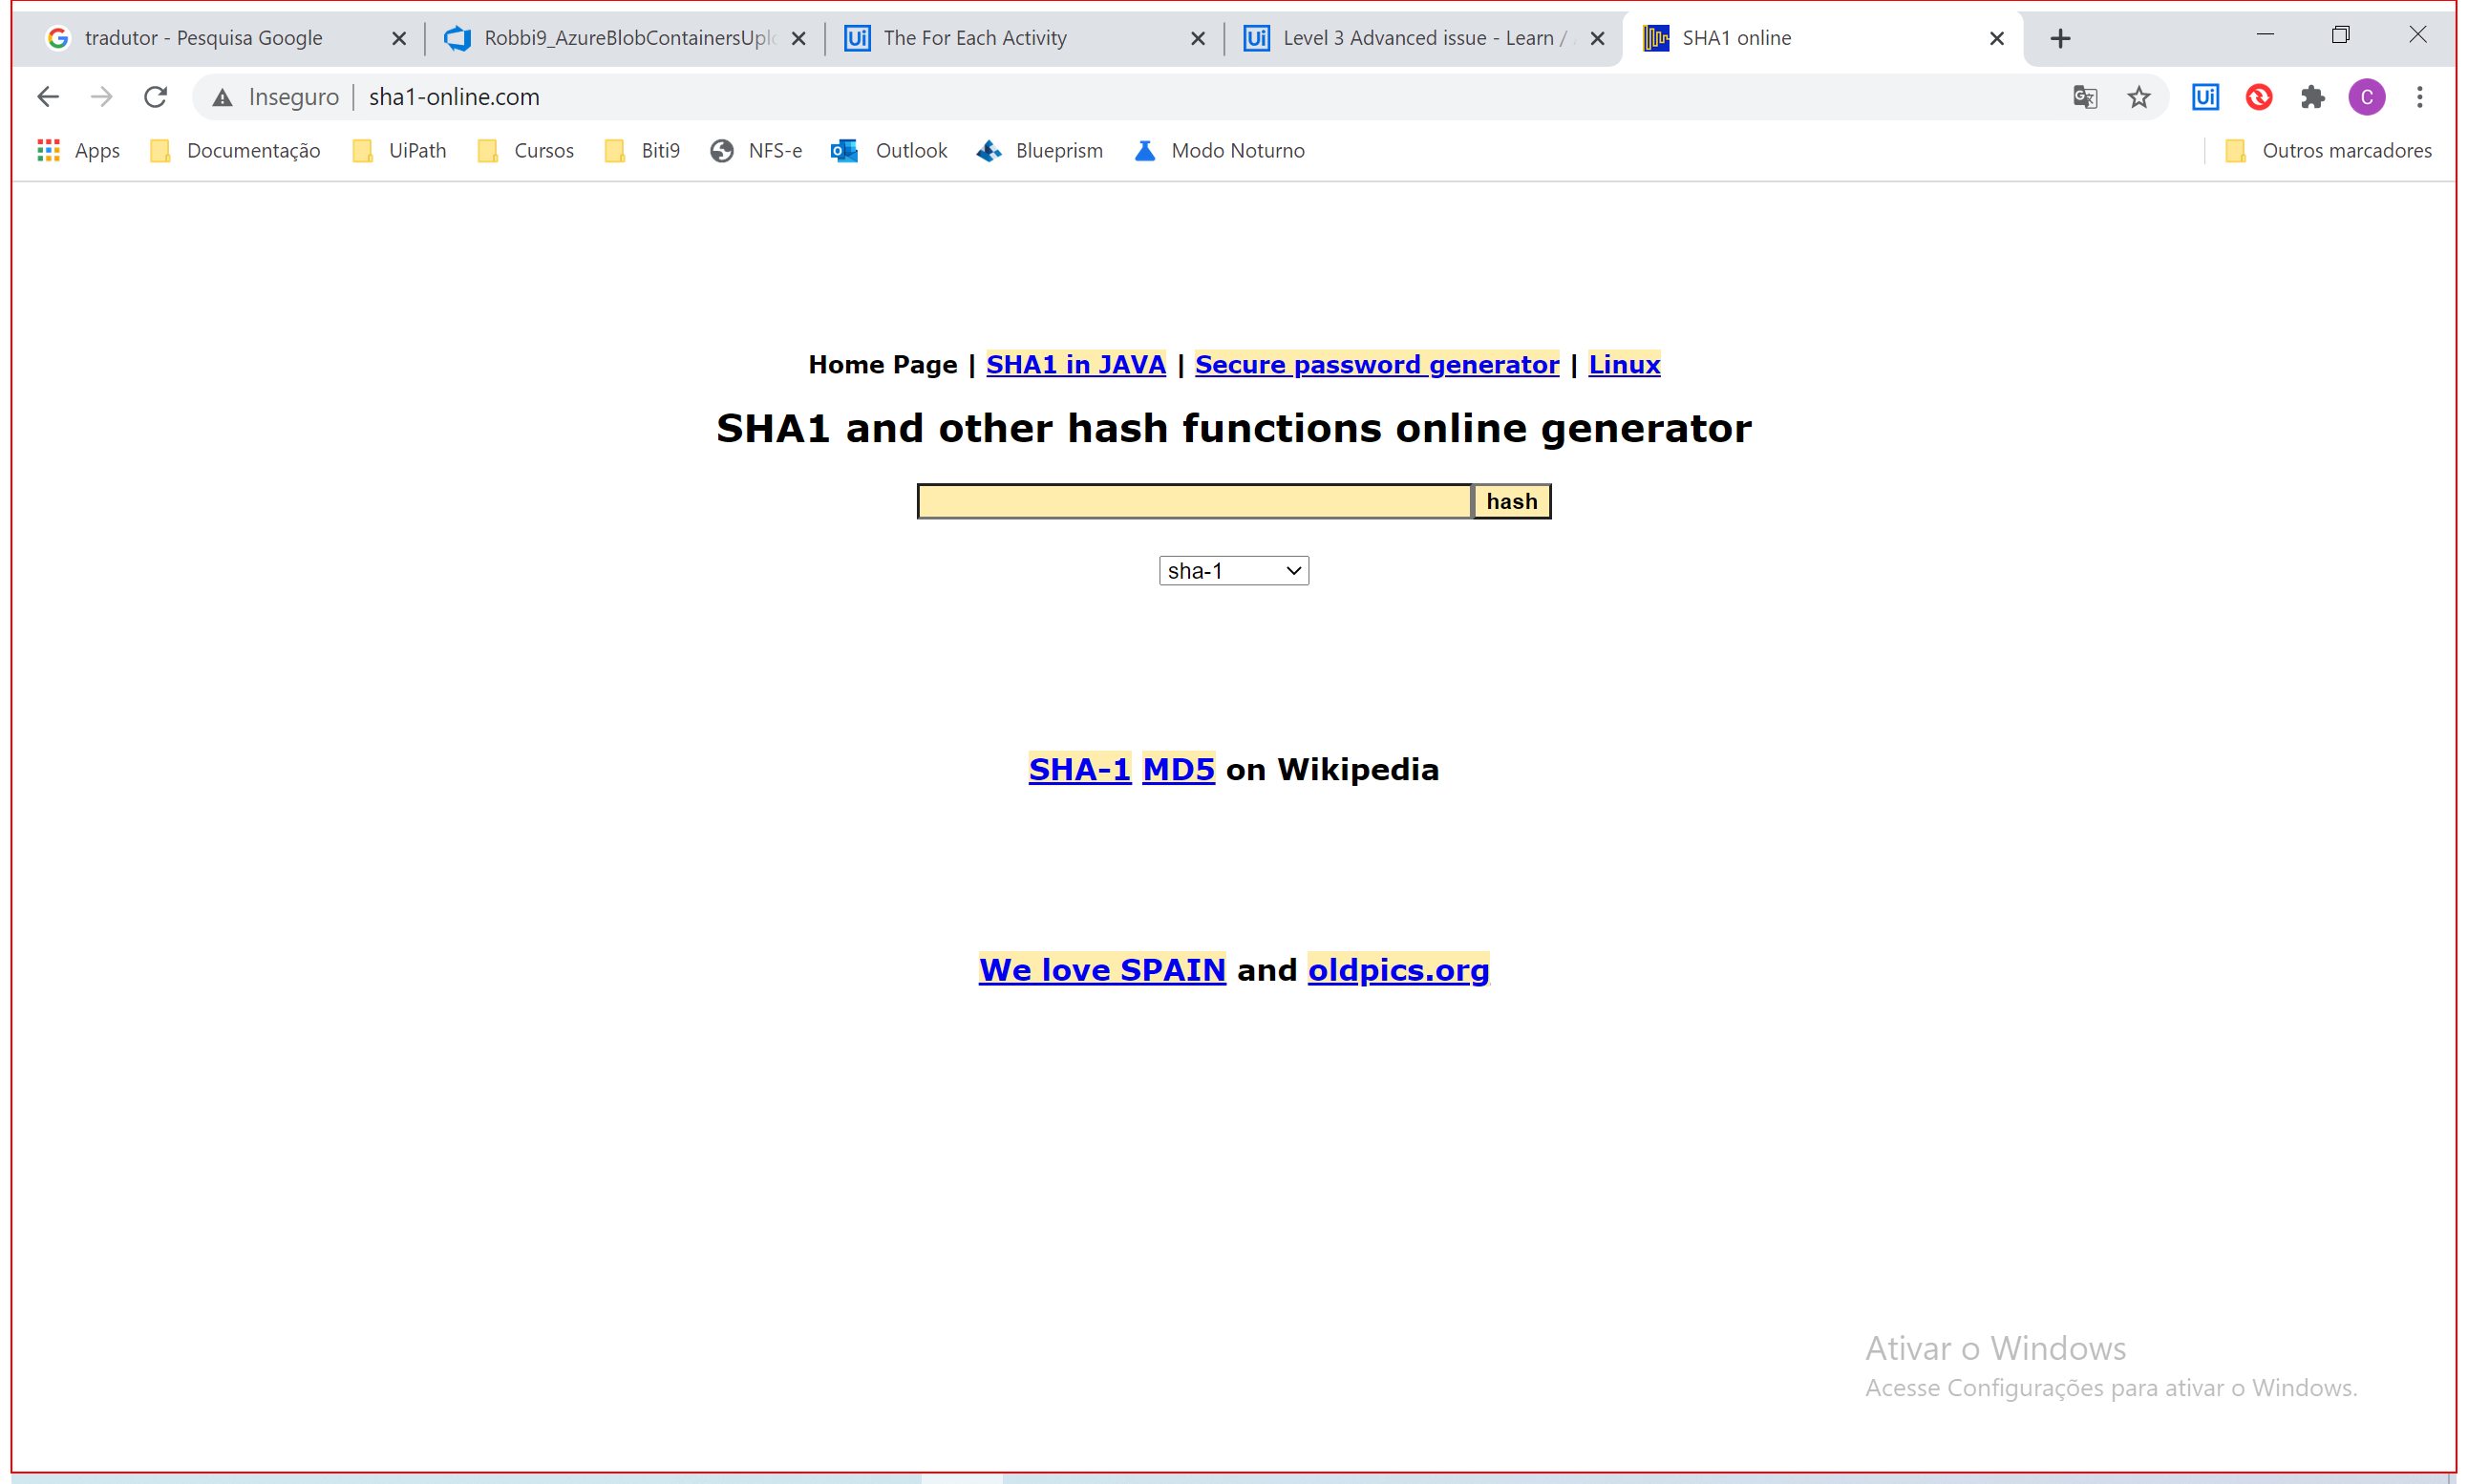 tradutor - Pesquisa Google
Robbi9_AzureBlobContainersUplo
The For Each Activity
Level 3 Advanced issue - Learn /
SHA1 online
Inseguro | sha1-online.com
Apps Documentação UiPath Cursos Biti9 NFS-e Outlook Blueprism Modo Noturno Outros marcadores
Home Page | SHA1 in JAVA | Secure password generator | Linux
SHA1 and other hash functions online generator
hash
sha-1
SHA-1 MD5 on Wikipedia
We love SPAIN and oldpics.org
Ativar o Windows
Acesse Configurações para ativar o Windows.